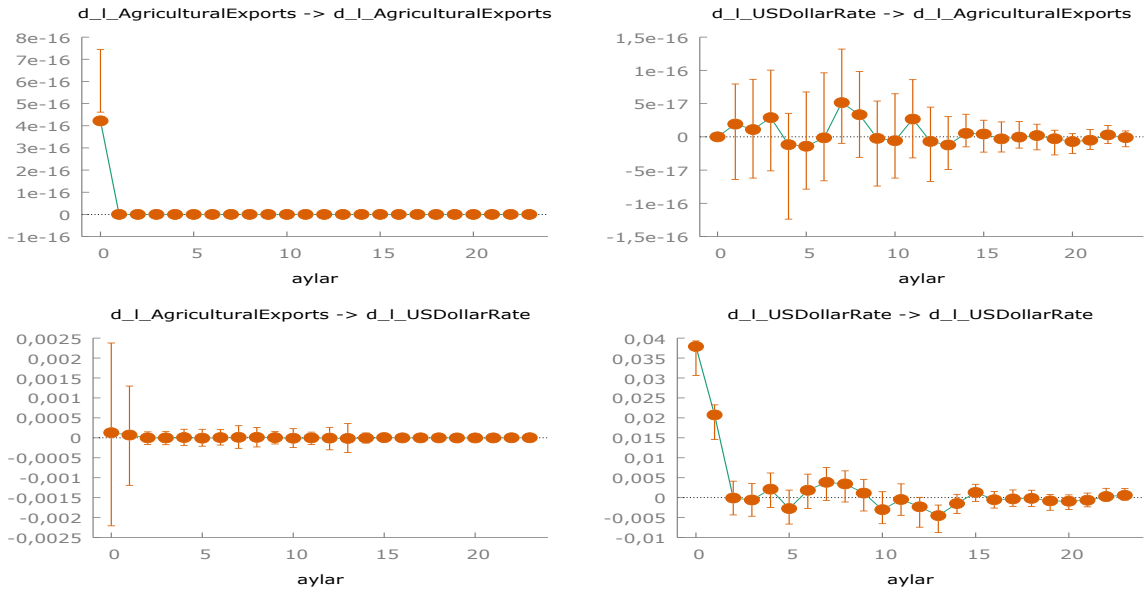 d_l_AgriculturalExports -> d_l_AgriculturalExports
8e-16
7e-16
6e-16
5e-16
4e-16
3e-16
2e-16
1e-16
0
-1e-16
0 5 10 15 20
aylar
d_l_USDollarRate -> d_l_AgriculturalExports
1,5e-16
1e-16
5e-17
0
-5e-17
-1e-16
-1,5e-16
0 5 10 15 20
aylar
d_l_AgriculturalExports -> d_l_USDollarRate
0,0025
0,002
0,0015
0,001
0,0005
0
-0,0005
-0,001
-0,0015
-0,002
-0,0025
0 5 10 15 20
aylar
d_l_USDollarRate -> d_l_USDollarRate
0,04
0,035
0,03
0,025
0,02
0,015
0,01
0,005
0
-0,005
-0,01
0 5 10 15 20
aylar